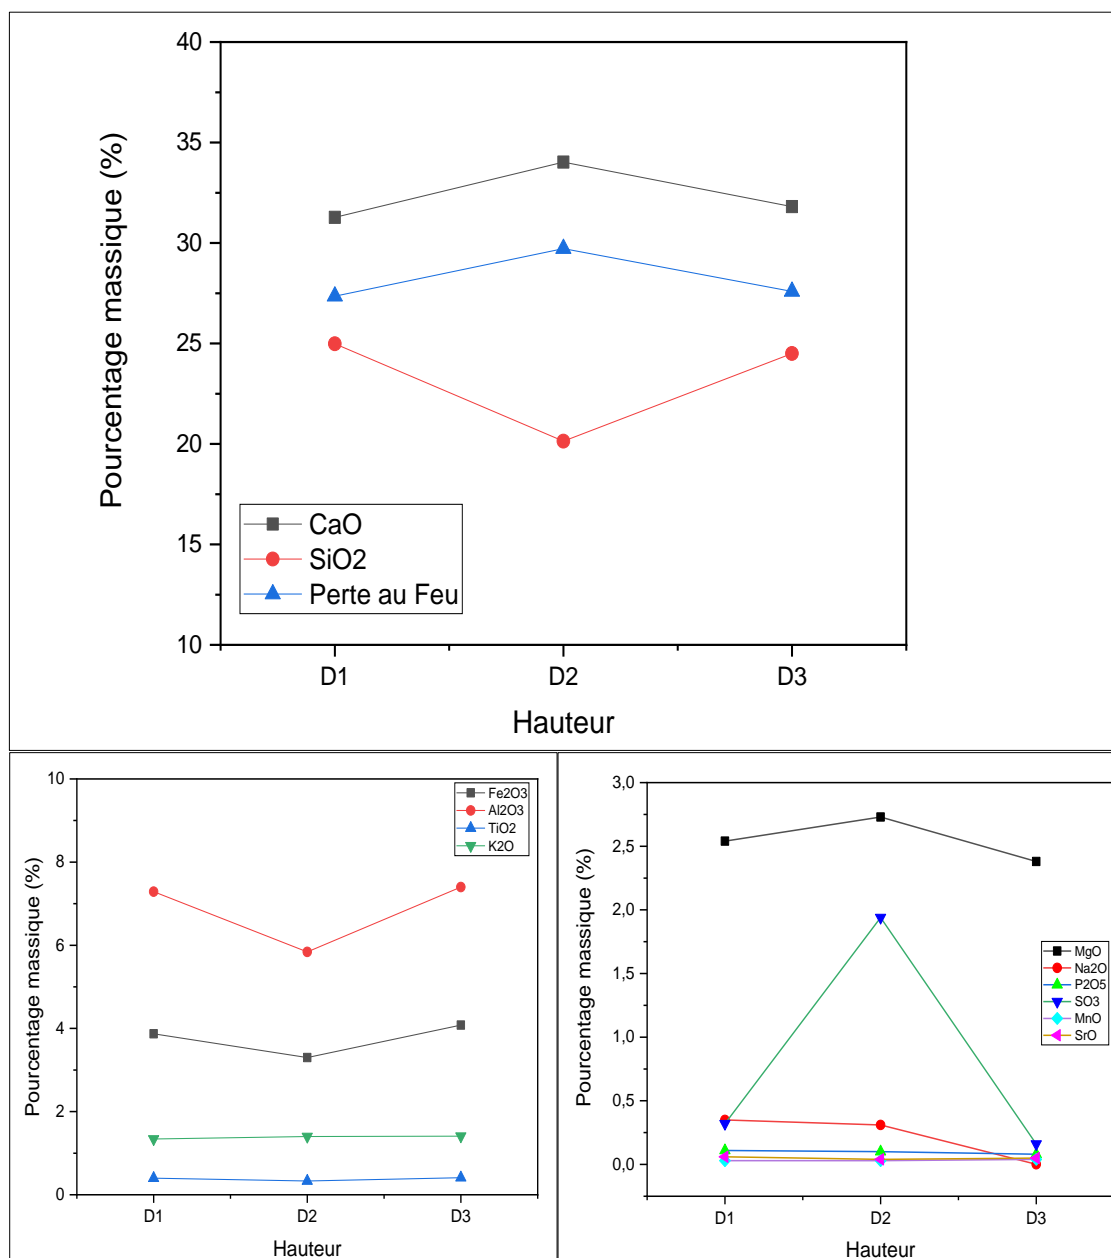 40
35
30
25
20
15
10
Pourcentage massique (%)
CaO
SiO2
Perte au Feu
D1 D2 D3
Hauteur
10
8
6
4
2
0
Pourcentage massique (%)
Fe2O3
Al2O3
TiO2
K2O
D1 D2 D3
Hauteur
3,0
2,5
2,0
1,5
1,0
0,5
0,0
Pourcentage massique (%)
MgO
Na2O
P2O5
SO3
MnO
SrO
D1 D2 D3
Hauteur